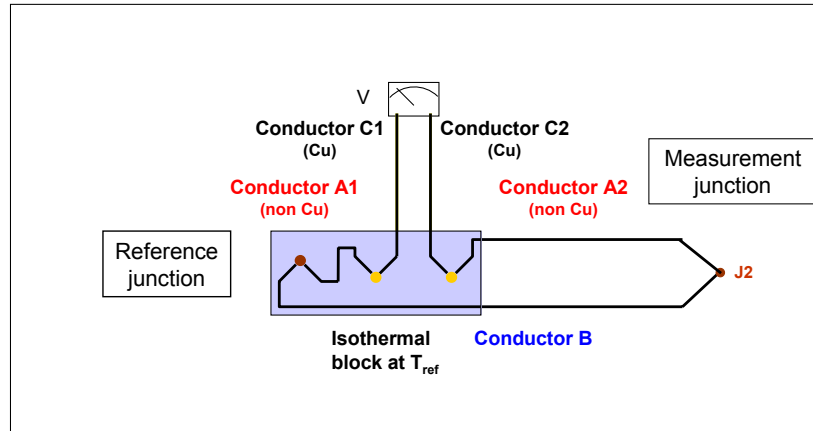 V
Conductor C1
(Cu)
Conductor C2
(Cu)
Measurement
junction
Conductor A1
(non Cu)
Conductor A2
(non Cu)
Reference
junction
J2
Isothermal
block at Tref
Conductor B